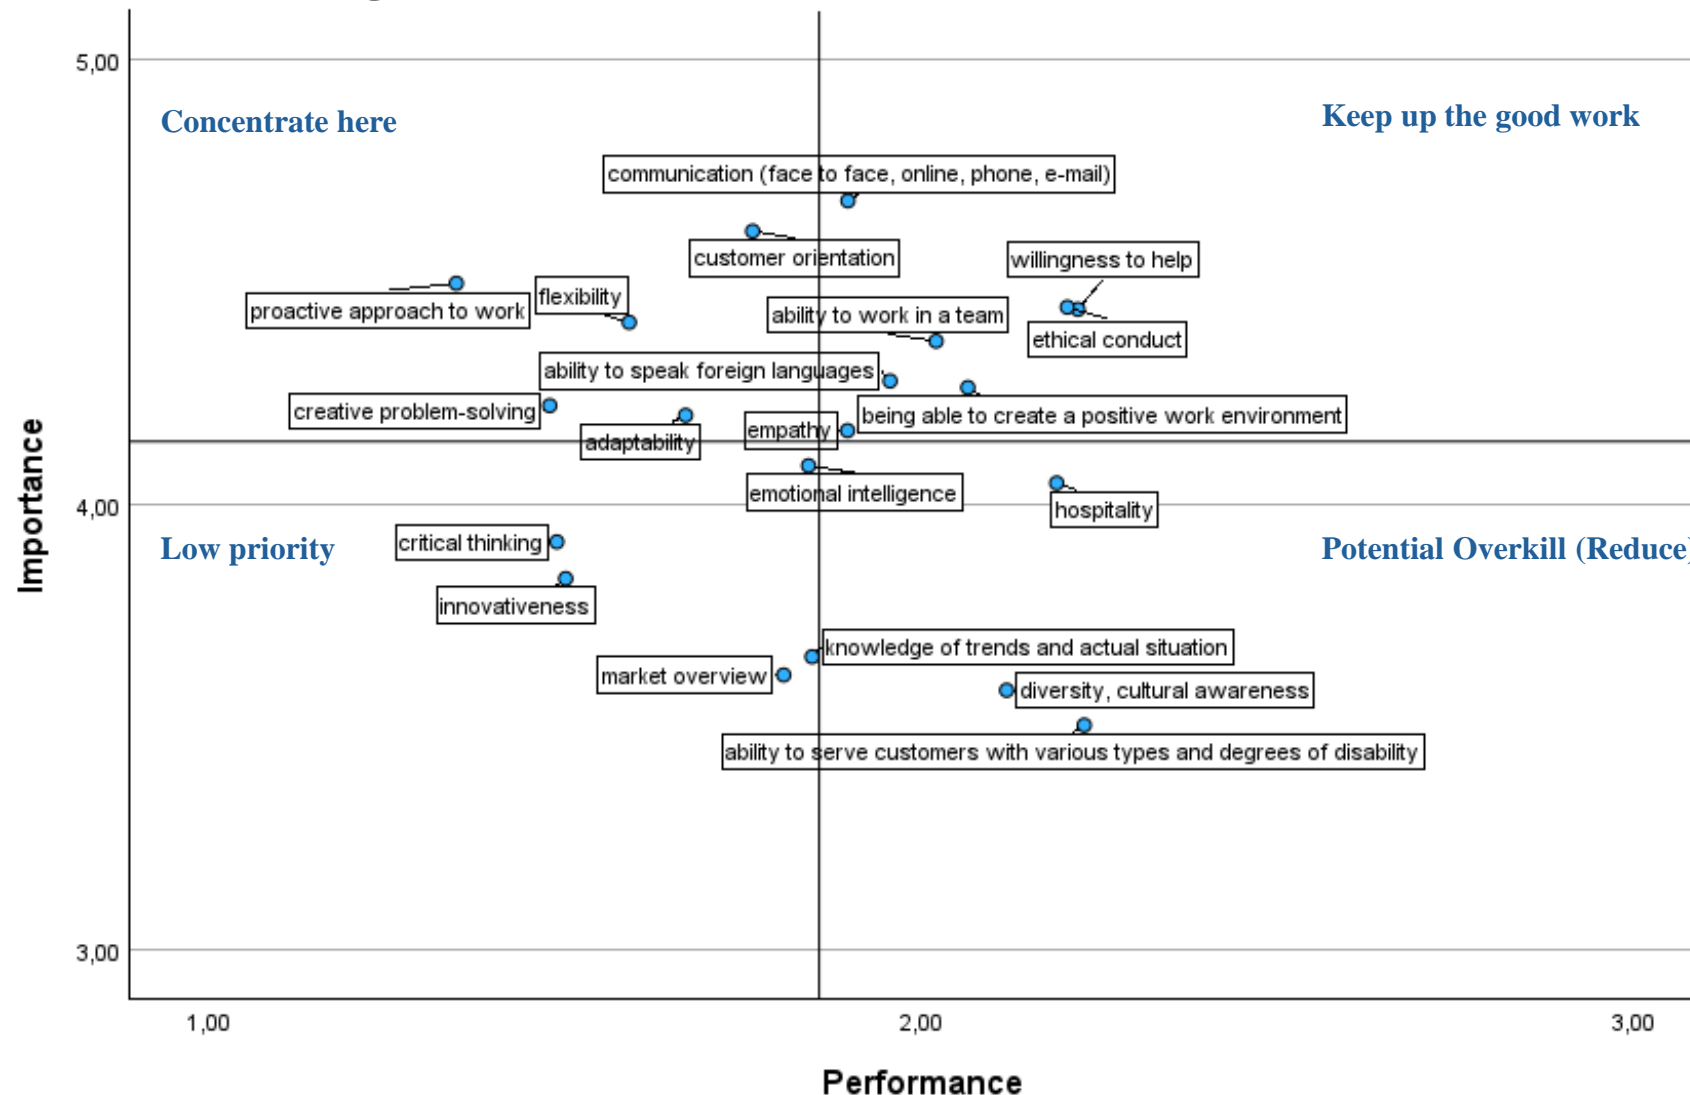 5,00
Concentrate here
Keep up the good work
communication (face to face, online, phone, e-mail)
customer orientation
willingness to help
proactive approach to work
flexibility
ability to work in a team
ethical conduct
ability to speak foreign languages
creative problem-solving
adaptability
empathy
being able to create a positive work environment
emotional intelligence
hospitality
4,00
Importance
critical thinking
Low priority
Potential Overkill (Reduce)
innovativeness
knowledge of trends and actual situation
market overview
diversity, cultural awareness
ability to serve customers with various types and degrees of disability
3,00
1,00
2,00
3,00
Performance